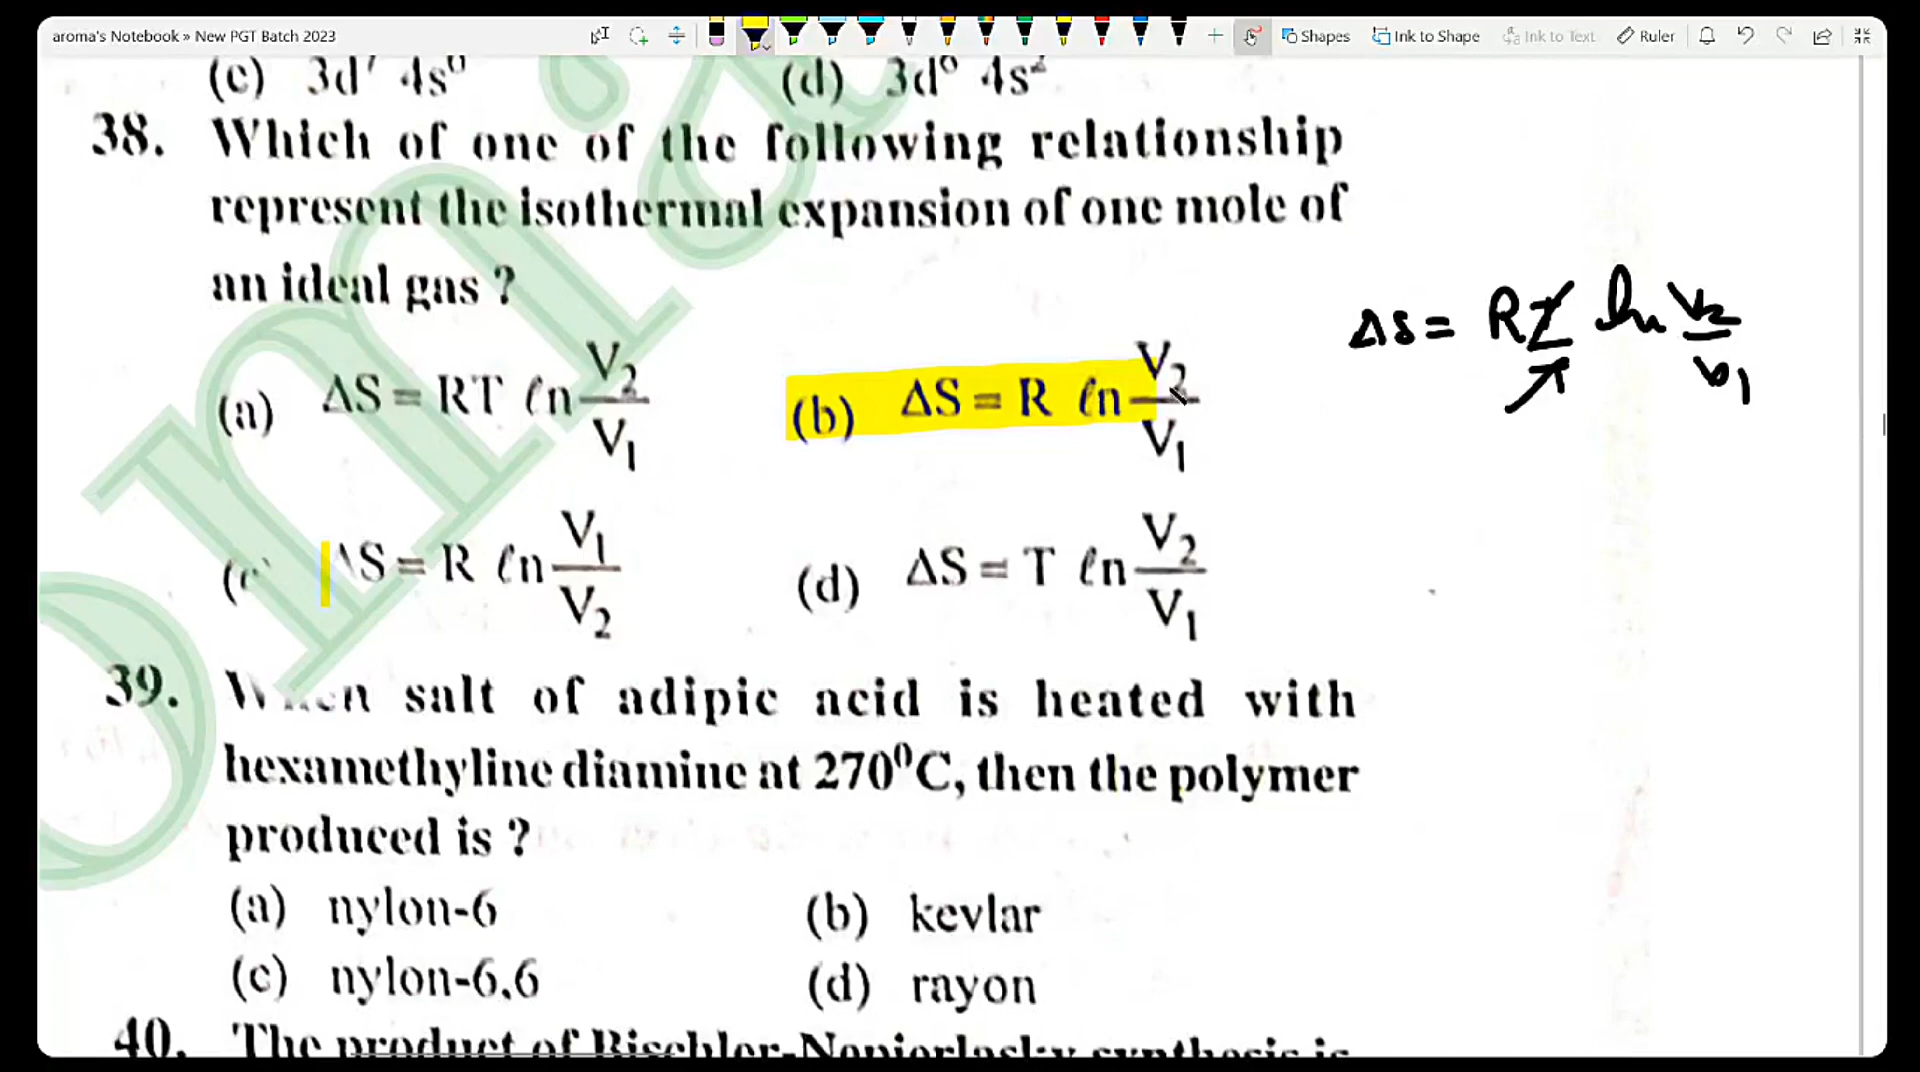 aroma's Notebook » New PGT Batch 2023
Shapes Ink to Shape Ink to Text Ruler
(c) 3d⁷ 4s⁰ (d) 3d⁶ 4s²
38. Which of one of the following relationship
represent the isothermal expansion of one mole of
an ideal gas ?
(a) ΔS = RT ℓn V₂/V₁ (b) ΔS = R ℓn V₂/V₁
ΔS = R ln V₂/V₁
ΔS = R ℓn V₁/V₂ (d) ΔS = T ℓn V₂/V₁
39. When salt of adipic acid is heated with
hexamethyline diamine at 270⁰C, then the polymer
produced is ?
(a) nylon-6 (b) kevlar
(c) nylon-6,6 (d) rayon
40. The product of Bischler-Napierlasky synthesis is